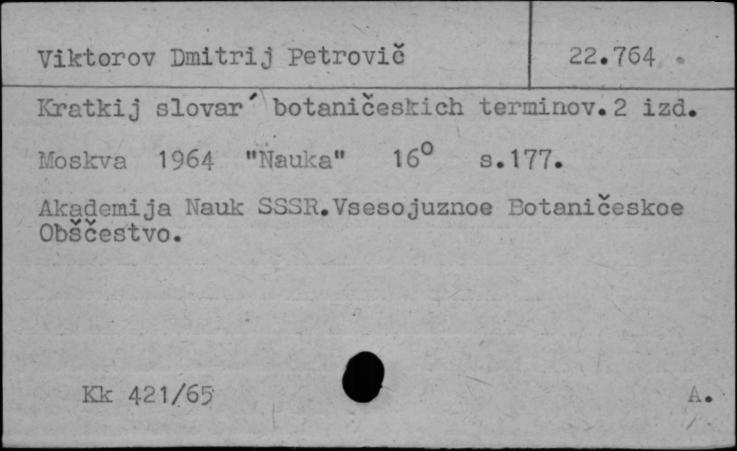 Viktorov Dmitrij Petrovič 22.764
Kratkij slovar´ botaničeskich terminov. 2 izd.
Moskva 1964 "Nauka" 16° s.177.
Akademija Nauk SSSR. Vsesojuznoe Botaničeskoe
Obščestvo.
Kk 421/65 A.